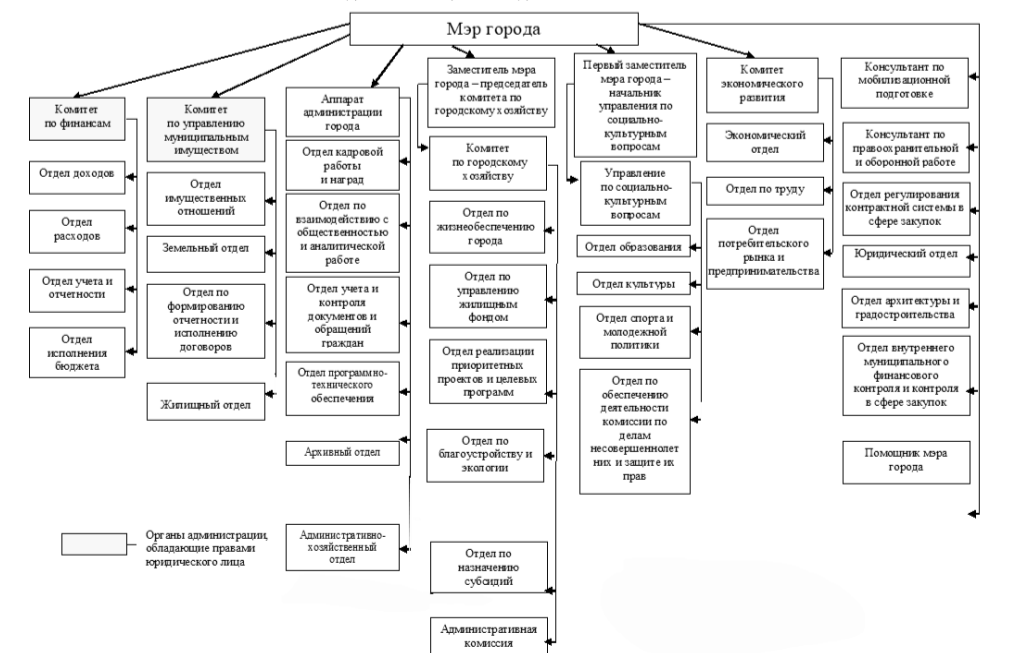 Мэр города
Комитет
по финансам
Отдел доходов
Отдел
расходов
Отдел учета и
отчетности
Отдел
исполнения
бюджета
Комитет
по управлению
муниципальным
имуществом
Отдел
имущественных
отношений
Земельный отдел
Отдел по
формированию
отчетности и
исполнению
договоров
Жилищный отдел
Аппарат
администрации
города
Отдел кадровой
работы
и наград
Отдел по
взаимодействию с
общественностью
и аналитической
работе
Отдел учета и
контроля
документов и
обращений
граждан
Отдел программно-
технического
обеспечения
Архивный отдел
Административно-
хозяйственный
отдел
Заместитель мэра
города – председатель
комитета по
городскому хозяйству
Комитет
по городскому
хозяйству
Отдел по
жизнеобеспечению
города
Отдел по
управлению
жилищным
фондом
Отдел реализации
приоритетных
проектов и целевых
программ
Отдел по
благоустройству и
экологии
Отдел по
назначению
субсидий
Административная
комиссия
Первый заместитель
мэра города –
начальник
управления по
социально-
культурным
вопросам
Управление
по социально-
культурным
вопросам
Отдел образования
Отдел культуры
Отдел спорта и
молодежной
политики
Отдел по
обеспечению
деятельности
комиссии по
делам
несовершеннолет
них и защите их
прав
Комитет
экономического
развития
Экономический
отдел
Отдел по труду
Отдел
потребительского
рынка и
предпринимательства
Консультант по
мобилизационной
подготовке
Консультант по
правоохранительной
и оборонной работе
Отдел регулирования
контрактной системы в
сфере закупок
Юридический отдел
Отдел архитектуры и
градостроительства
Отдел внутреннего
муниципального
финансового
контроля и контроля
в сфере закупок
Помощник мэра
города
Органы администрации,
обладающие правами
юридического лица